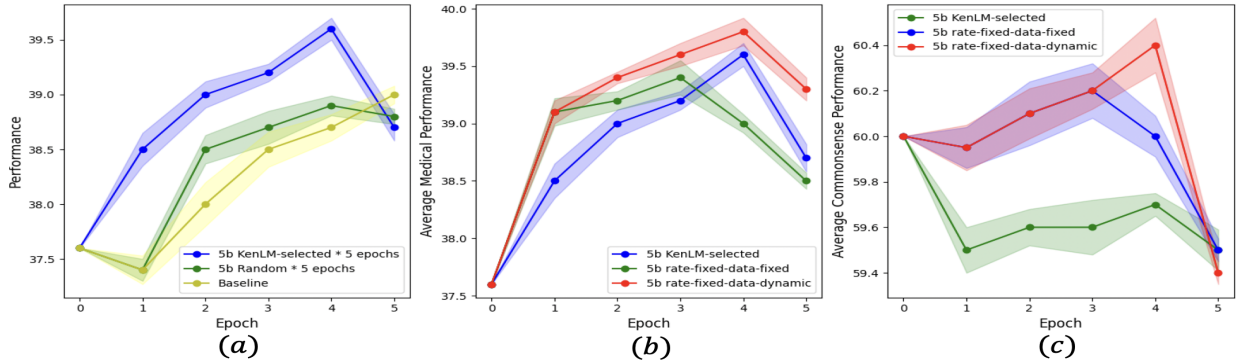 Performance
39.5
39.0
38.5
38.0
37.5
0 1 2 3 4 5
Epoch
5b KenLM-selected * 5 epochs
5b Random * 5 epochs
Baseline
(a)
Average Medical Performance
40.0
39.5
39.0
38.5
38.0
37.5
0 1 2 3 4 5
Epoch
5b KenLM-selected
5b rate-fixed-data-fixed
5b rate-fixed-data-dynamic
(b)
Average Commonsense Performance
60.4
60.2
60.0
59.8
59.6
59.4
0 1 2 3 4 5
Epoch
5b KenLM-selected
5b rate-fixed-data-fixed
5b rate-fixed-data-dynamic
(c)